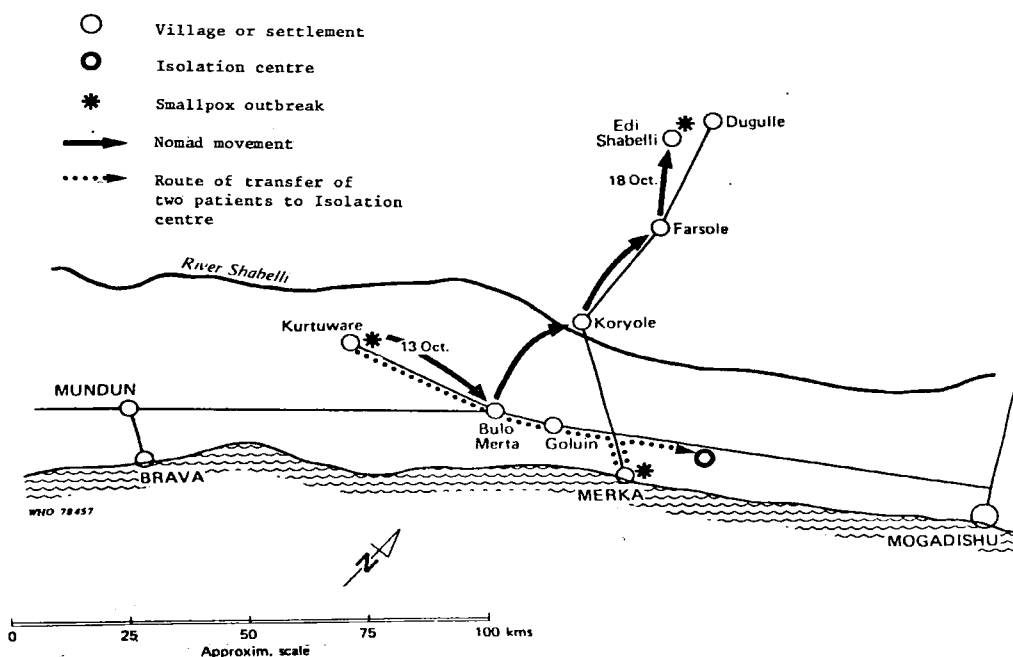 Village or settlement
Isolation centre
Smallpox outbreak
Nomad movement
Route of transfer of
two patients to Isolation
centre
Edi
Shabelli
Dugulle
18 Oct.
Farsole
River Shabelli
Koryole
Kurtuware
13 Oct.
MUNDUN
Bulo
Merta
Goluin
BRAVA
MERKA
MOGADISHU
WHO 78457
N
0 25 50 75 100 kms
Approxim. scale